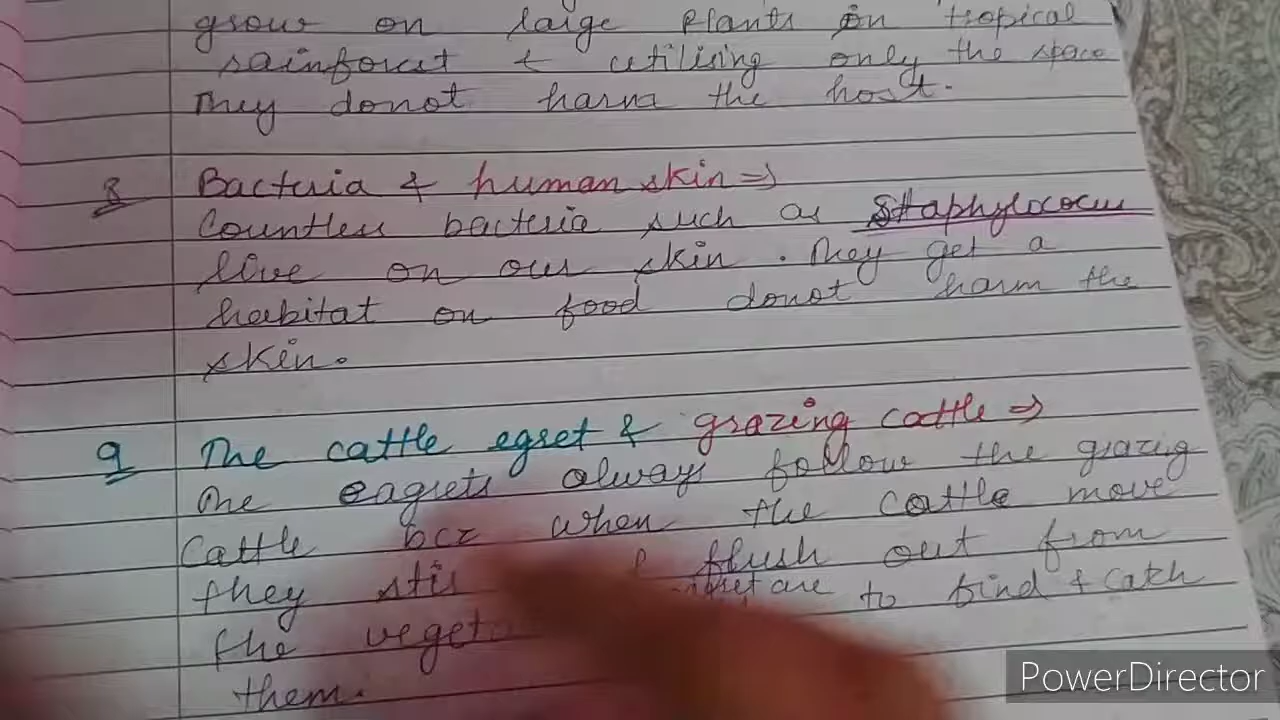 grow on large Plants in tropical
rainforest & utilising only the space
They donot harm the host.
8 Bacteria & human skin ⇒
Countless bacteria such as Staphylococus
live on our skin. They get a
habitat on food donot harm the
skin.
9 The cattle egret & grazing cattle ⇒
The eagrets always follow the grazing
Cattle bcz when the cattle move
they flush out from
the are to find & catch
them.
PowerDirector